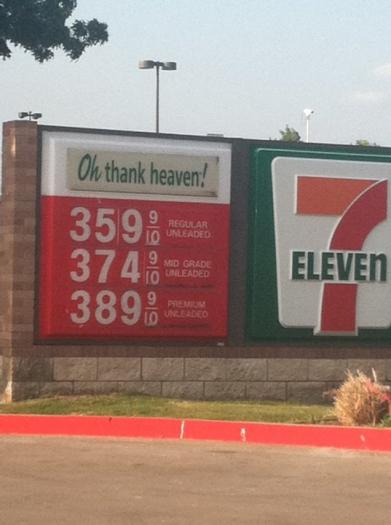 Oh thank heaven!
359 9/10 REGULAR UNLEADED
374 9/10 MID GRADE UNLEADED
389 9/10 PREMIUM UNLEADED
7 ELEVEn